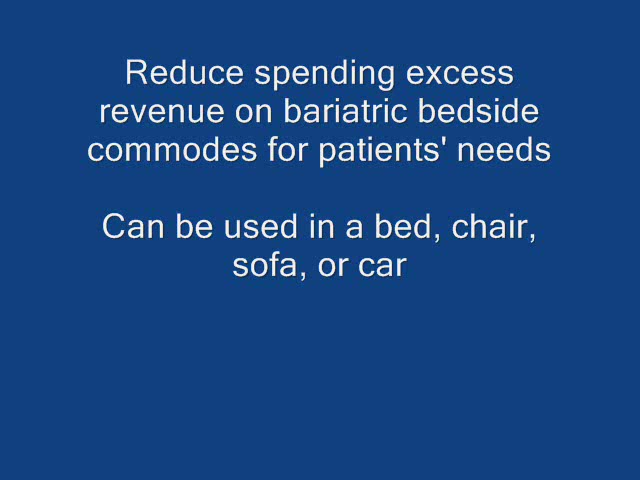 Reduce spending excess
revenue on bariatric bedside
commodes for patients' needs
Can be used in a bed, chair,
sofa, or car